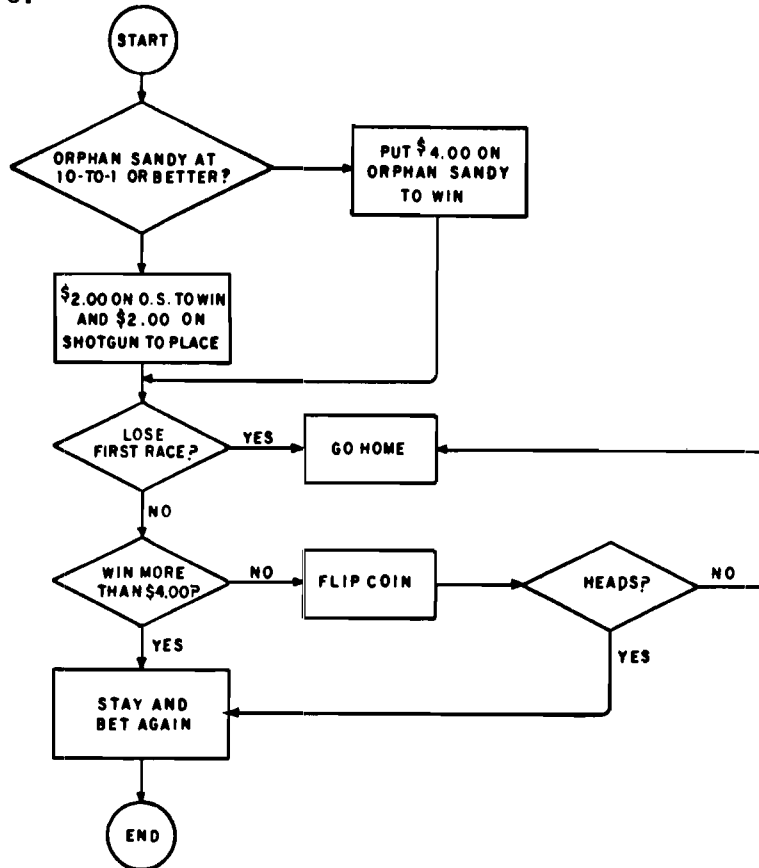 START
ORPHAN SANDY AT
10-TO-1 OR BETTER?
PUT $4.00 ON
ORPHAN SANDY
TO WIN
$2.00 ON O.S. TO WIN
AND $2.00 ON
SHOTGUN TO PLACE
LOSE
FIRST RACE?
YES
GO HOME
NO
WIN MORE
THAN $4.00?
NO
FLIP COIN
HEADS?
NO
YES
YES
STAY AND
BET AGAIN
END